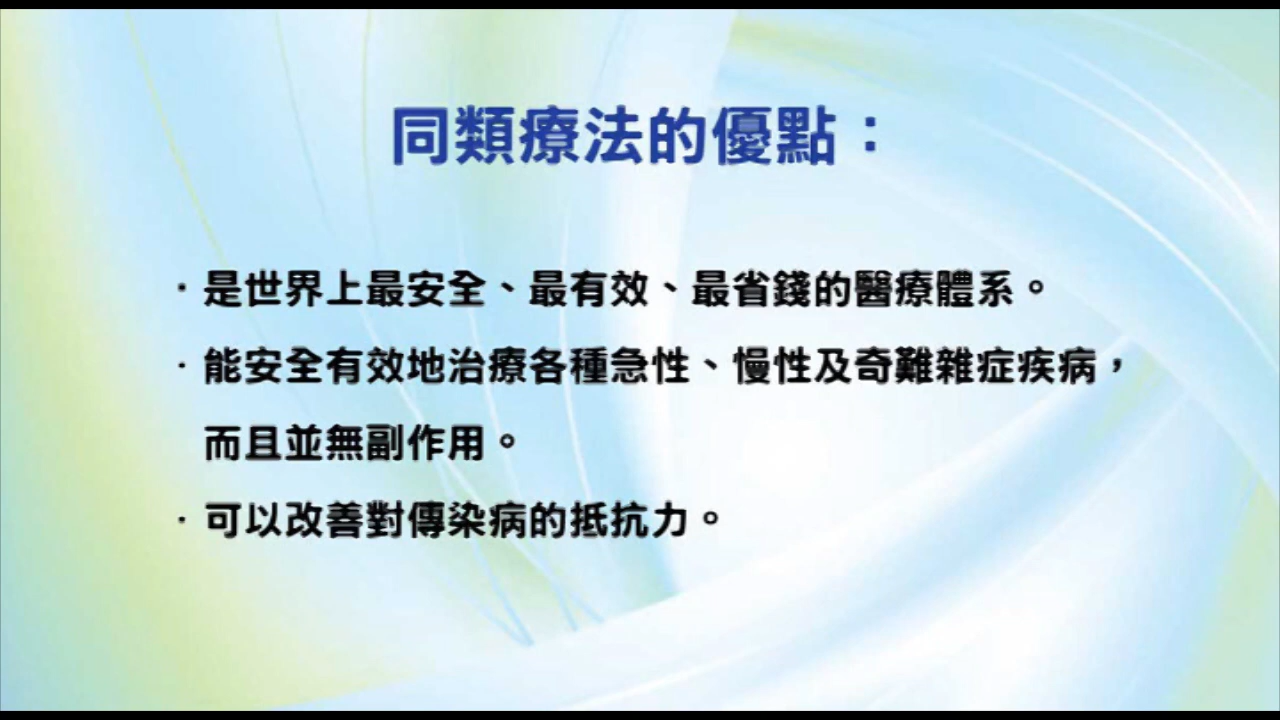 同類療法的優點：
·是世界上最安全、最有效、最省錢的醫療體系。
·能安全有效地治療各種急性、慢性及奇難雜症疾病，
而且並無副作用。
·可以改善對傳染病的抵抗力。